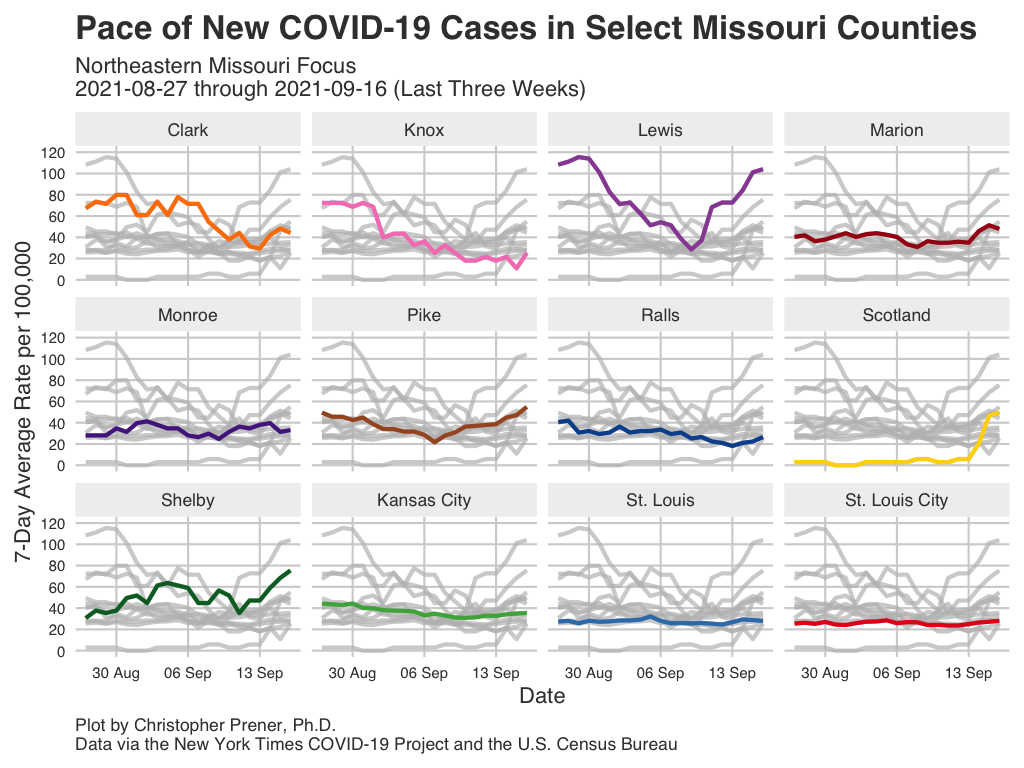 Pace of New COVID-19 Cases in Select Missouri Counties
Northeastern Missouri Focus
2021-08-27 through 2021-09-16 (Last Three Weeks)
7-Day Average Rate per 100,000
Clark
Knox
Lewis
Marion
120
100
80
60
40
20
0
Monroe
Pike
Ralls
Scotland
120
100
80
60
40
20
0
Shelby
Kansas City
St. Louis
St. Louis City
120
100
80
60
40
20
0
30 Aug 06 Sep 13 Sep
30 Aug 06 Sep 13 Sep
30 Aug 06 Sep 13 Sep
30 Aug 06 Sep 13 Sep
Date
Plot by Christopher Prener, Ph.D.
Data via the New York Times COVID-19 Project and the U.S. Census Bureau